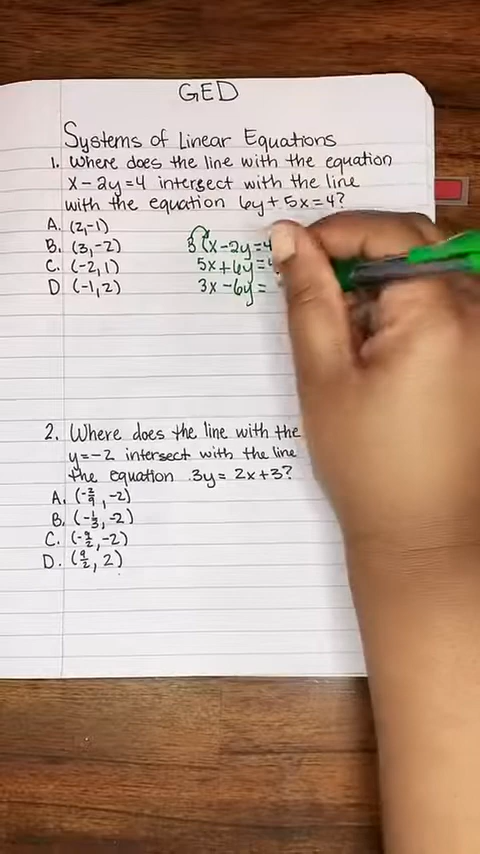 GED
Systems of Linear Equations
1. Where does the line with the equation
x - 2y = 4 intersect with the line
with the equation 6y + 5x = 4?
A. (2,-1)
B. (3,-2)
C. (-2,1)
D (-1,2)
3(x - 2y = 4
5x + 6y = 4
3x - 6y =
2. Where does the line with the
y = -2 intersect with the line
the equation 3y = 2x + 3?
A. (-2/9, -2)
B. (-1/3, -2)
C. (-9/2, -2)
D. (9/2, 2)